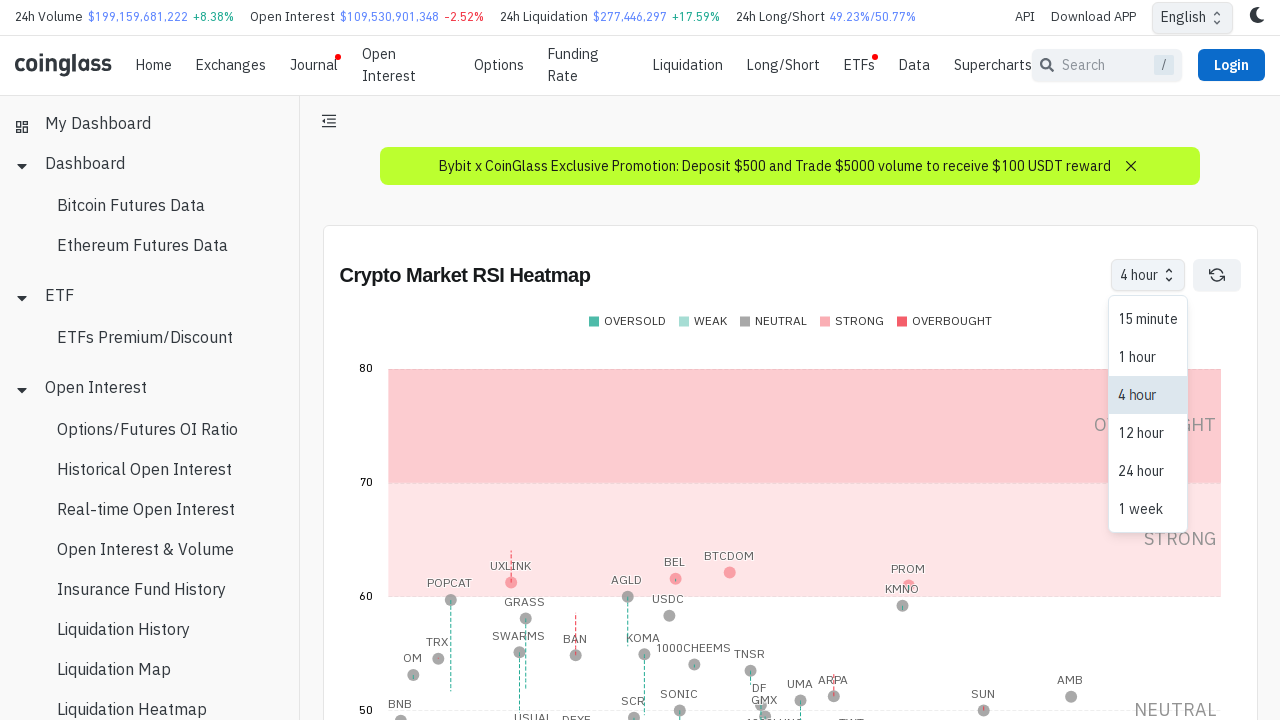 24h Volume $199,159,681,222 +8.38% Open Interest $109,530,901,348 -2.52% 24h Liquidation $277,446,297 +17.59% 24h Long/Short 49.23%/50.77% API Download APP English
coinglass Home Exchanges Journal Open Interest Options Funding Rate Liquidation Long/Short ETFs Data Supercharts Search / Login
My Dashboard
Dashboard
Bitcoin Futures Data
Ethereum Futures Data
ETF
ETFs Premium/Discount
Open Interest
Options/Futures OI Ratio
Historical Open Interest
Real-time Open Interest
Open Interest & Volume
Insurance Fund History
Liquidation History
Liquidation Map
Liquidation Heatmap
Bybit x CoinGlass Exclusive Promotion: Deposit $500 and Trade $5000 volume to receive $100 USDT reward
Crypto Market RSI Heatmap
4 hour
15 minute
1 hour
4 hour
12 hour
24 hour
1 week
OVERSOLD WEAK NEUTRAL STRONG OVERBOUGHT
80
70
STRONG
BEL BTCDOM
UXLINK PROM
POPCAT AGLD KMNO
60
GRASS USDC
SWARMS BAN KOMA
TRX 1000CHEEMS TNSR
OM
UMA ARPA AMB
DF
SONIC SUN
BNB SCR GMX
50
NEUTRAL
USUAL DEXE